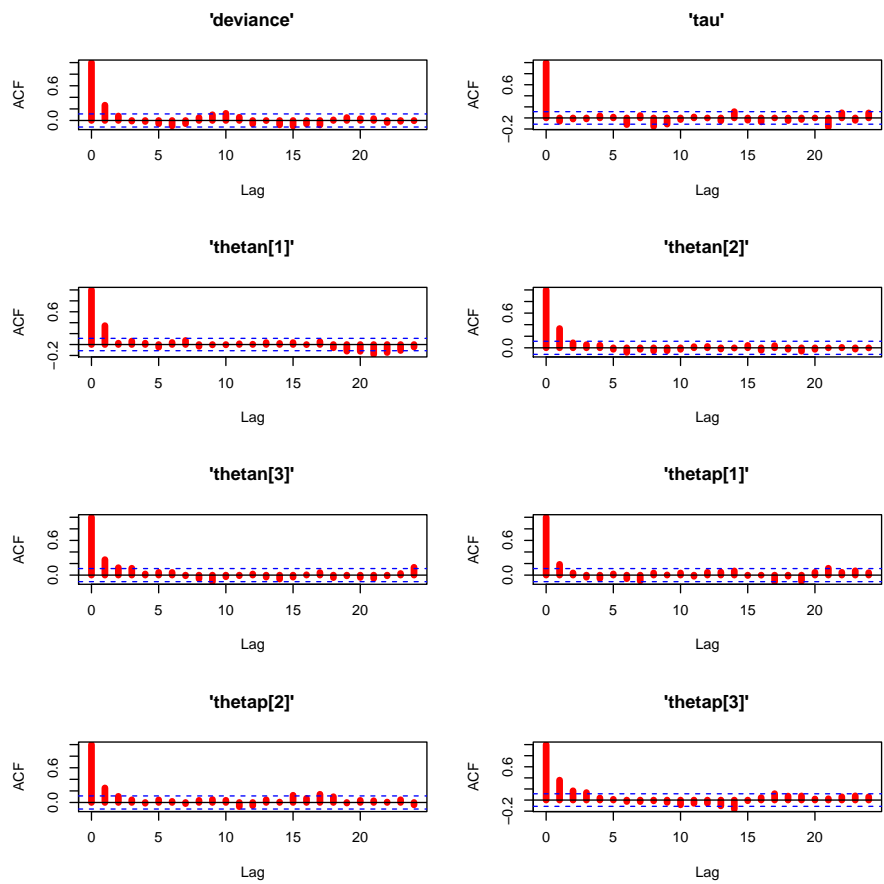 'deviance' 'tau'
ACF 0.0 0.6 ACF −0.2 0.6
0 5 10 15 20 0 5 10 15 20
Lag Lag
'thetan[1]' 'thetan[2]'
ACF −0.2 0.6 ACF 0.0 0.6
0 5 10 15 20 0 5 10 15 20
Lag Lag
'thetan[3]' 'thetap[1]'
ACF 0.0 0.6 ACF 0.0 0.6
0 5 10 15 20 0 5 10 15 20
Lag Lag
'thetap[2]' 'thetap[3]'
ACF 0.0 0.6 ACF −0.2 0.6
0 5 10 15 20 0 5 10 15 20
Lag Lag